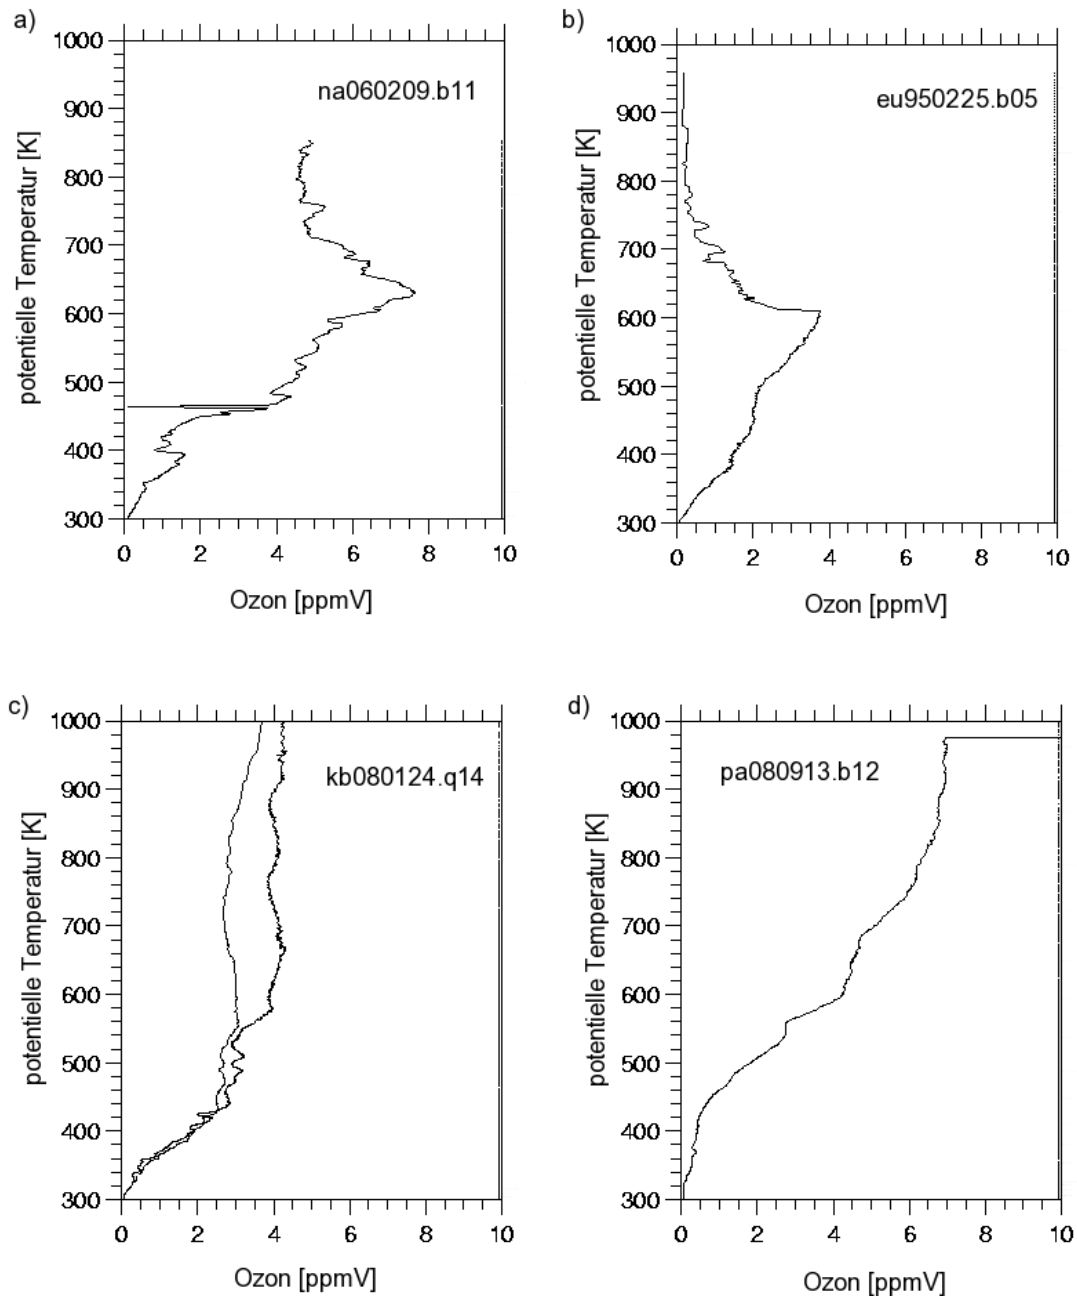 a)
1000
900
800
700
600
500
400
300
potentielle Temperatur [K]
na060209.b11
0 2 4 6 8 10
Ozon [ppmV]
b)
1000
900
800
700
600
500
400
300
potentielle Temperatur [K]
eu950225.b05
0 2 4 6 8 10
Ozon [ppmV]
c)
1000
900
800
700
600
500
400
300
potentielle Temperatur [K]
kb080124.q14
0 2 4 6 8 10
Ozon [ppmV]
d)
1000
900
800
700
600
500
400
300
potentielle Temperatur [K]
pa080913.b12
0 2 4 6 8 10
Ozon [ppmV]